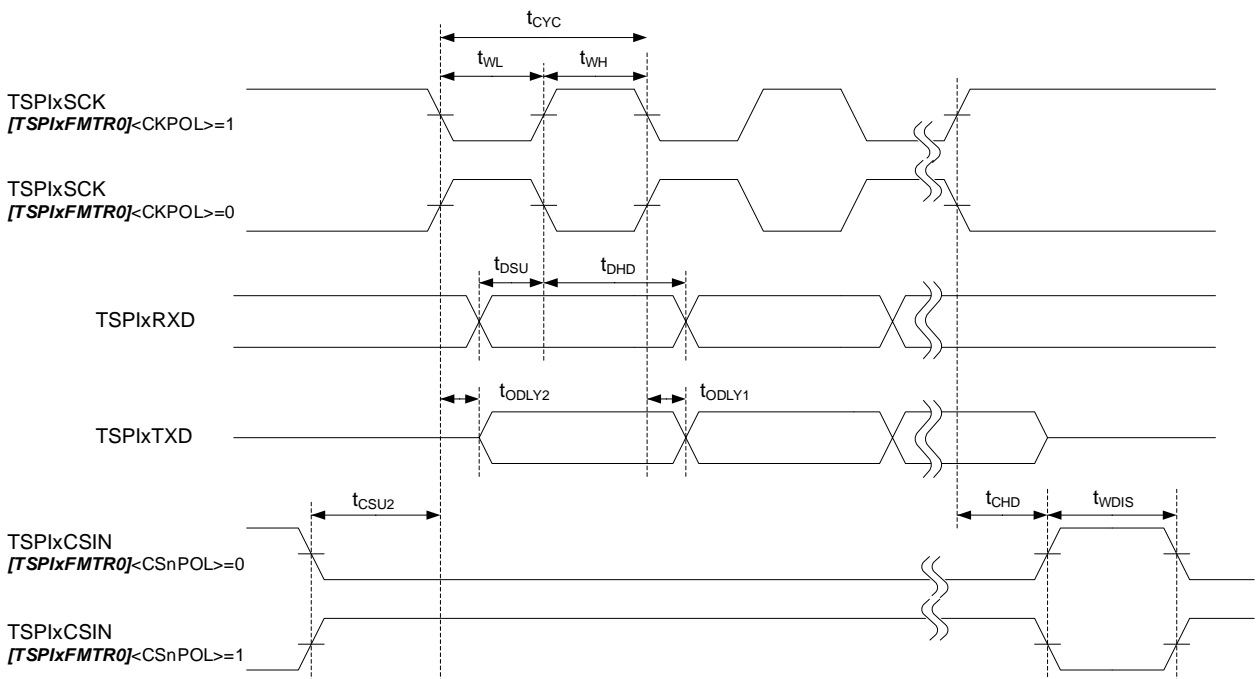 tCYC
tWL
tWH
TSPIxSCK
[TSPIxFMTR0]<CKPOL>=1
TSPIxSCK
[TSPIxFMTR0]<CKPOL>=0
tDSU
tDHD
TSPIxRXD
tODLY2
tODLY1
TSPIxTXD
tCSU2
tCHD
tWDIS
TSPIxCSIN
[TSPIxFMTR0]<CSnPOL>=0
TSPIxCSIN
[TSPIxFMTR0]<CSnPOL>=1